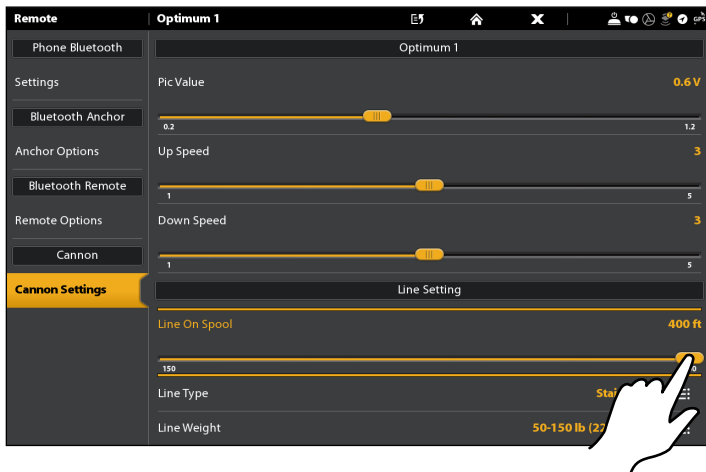 Remote Optimum 1 GPS
Phone Bluetooth Optimum 1
Settings Pic Value 0.6 V
0.2 1.2
Bluetooth Anchor
Anchor Options Up Speed 3
1 5
Bluetooth Remote
Remote Options Down Speed 3
1 5
Cannon
Cannon Settings Line Setting
Line On Spool 400 ft
150
Line Type
Line Weight 50-150 lb